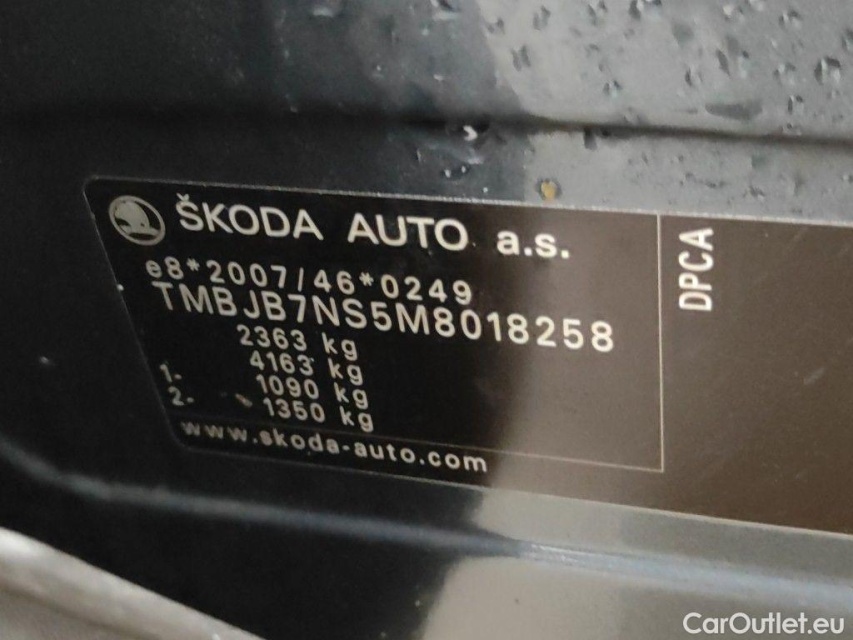 ŠKODA AUTO a.s.
e8*2007/46*0249
TMBJB7NS5M8018258
2363 kg
4163 kg
1- 1090 kg
2- 1350 kg
www.skoda-auto.com
DPCA
CarOutlet.eu